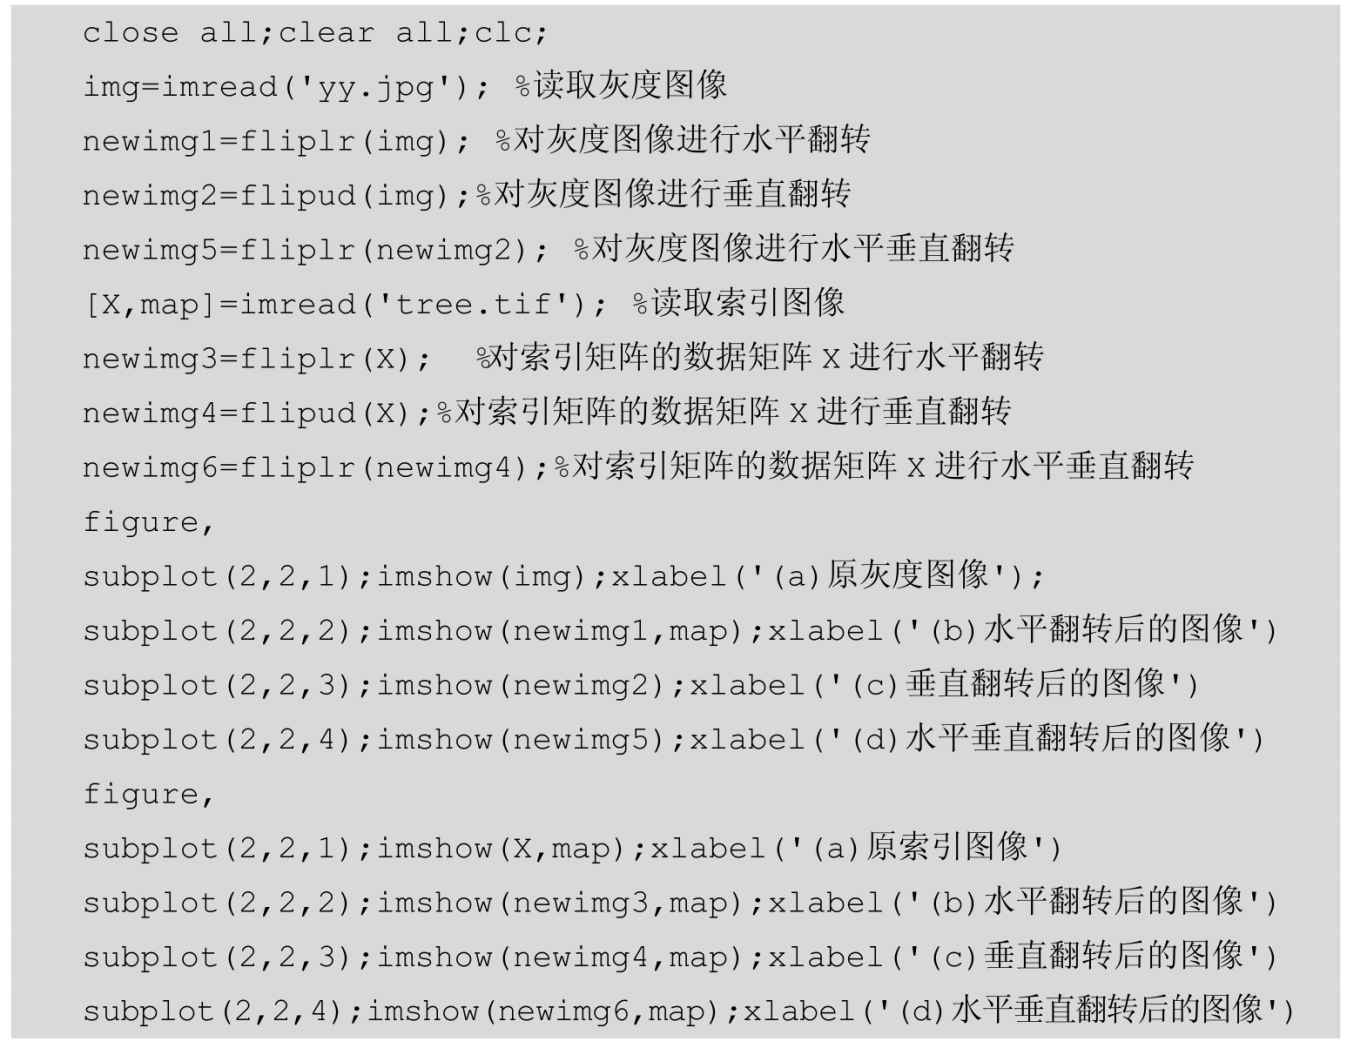 close all;clear all;clc;
img=imread('yy.jpg'); %读取灰度图像
newimg1=fliplr(img); %对灰度图像进行水平翻转
newimg2=flipud(img);%对灰度图像进行垂直翻转
newimg5=fliplr(newimg2); %对灰度图像进行水平垂直翻转
[X,map]=imread('tree.tif'); %读取索引图像
newimg3=fliplr(X); %对索引矩阵的数据矩阵 X 进行水平翻转
newimg4=flipud(X);%对索引矩阵的数据矩阵 X 进行垂直翻转
newimg6=fliplr(newimg4);%对索引矩阵的数据矩阵 X 进行水平垂直翻转
figure,
subplot(2,2,1);imshow(img);xlabel('(a)原灰度图像');
subplot(2,2,2);imshow(newimg1,map);xlabel('(b)水平翻转后的图像')
subplot(2,2,3);imshow(newimg2);xlabel('(c)垂直翻转后的图像')
subplot(2,2,4);imshow(newimg5);xlabel('(d)水平垂直翻转后的图像')
figure,
subplot(2,2,1);imshow(X,map);xlabel('(a)原索引图像')
subplot(2,2,2);imshow(newimg3,map);xlabel('(b)水平翻转后的图像')
subplot(2,2,3);imshow(newimg4,map);xlabel('(c)垂直翻转后的图像')
subplot(2,2,4);imshow(newimg6,map);xlabel('(d)水平垂直翻转后的图像')